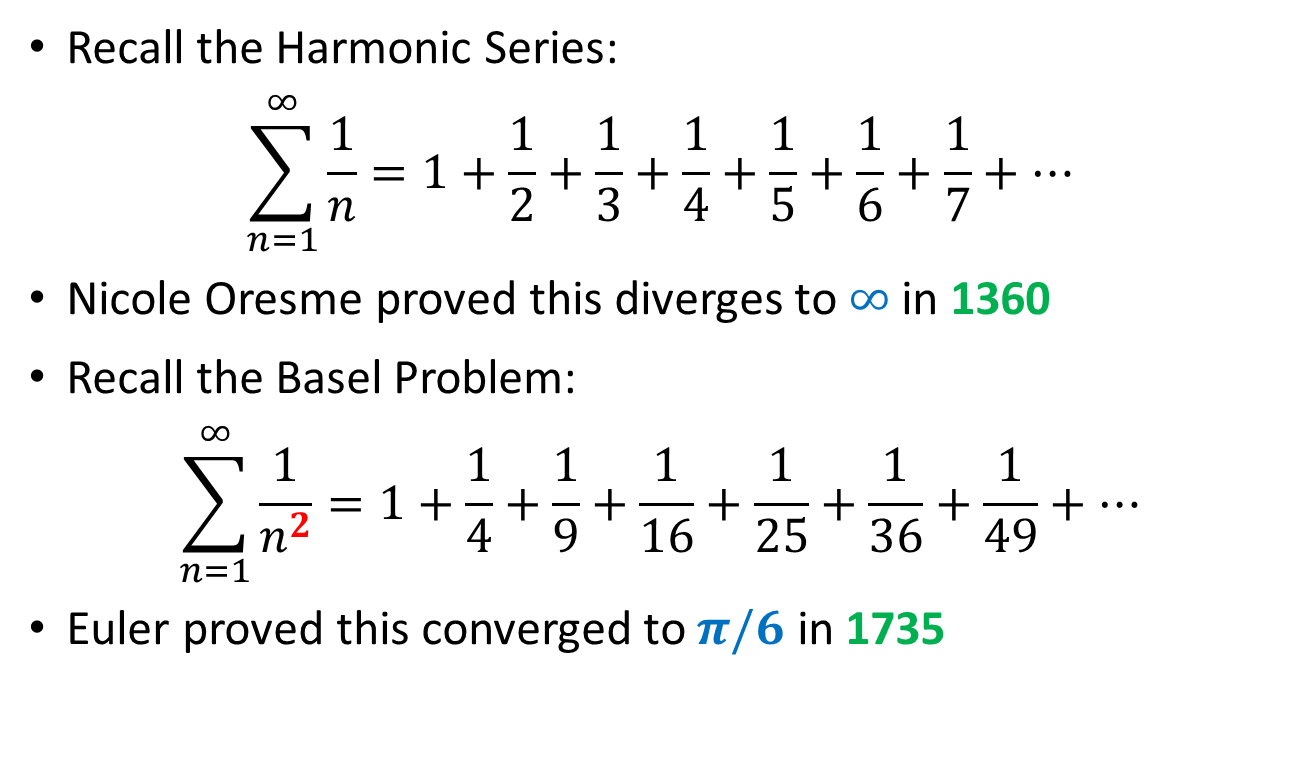 • Recall the Harmonic Series:
∞
∑ 1/n = 1 + 1/2 + 1/3 + 1/4 + 1/5 + 1/6 + 1/7 + ⋯
n=1
• Nicole Oresme proved this diverges to ∞ in 1360
• Recall the Basel Problem:
∞
∑ 1/n² = 1 + 1/4 + 1/9 + 1/16 + 1/25 + 1/36 + 1/49 + ⋯
n=1
• Euler proved this converged to π/6 in 1735